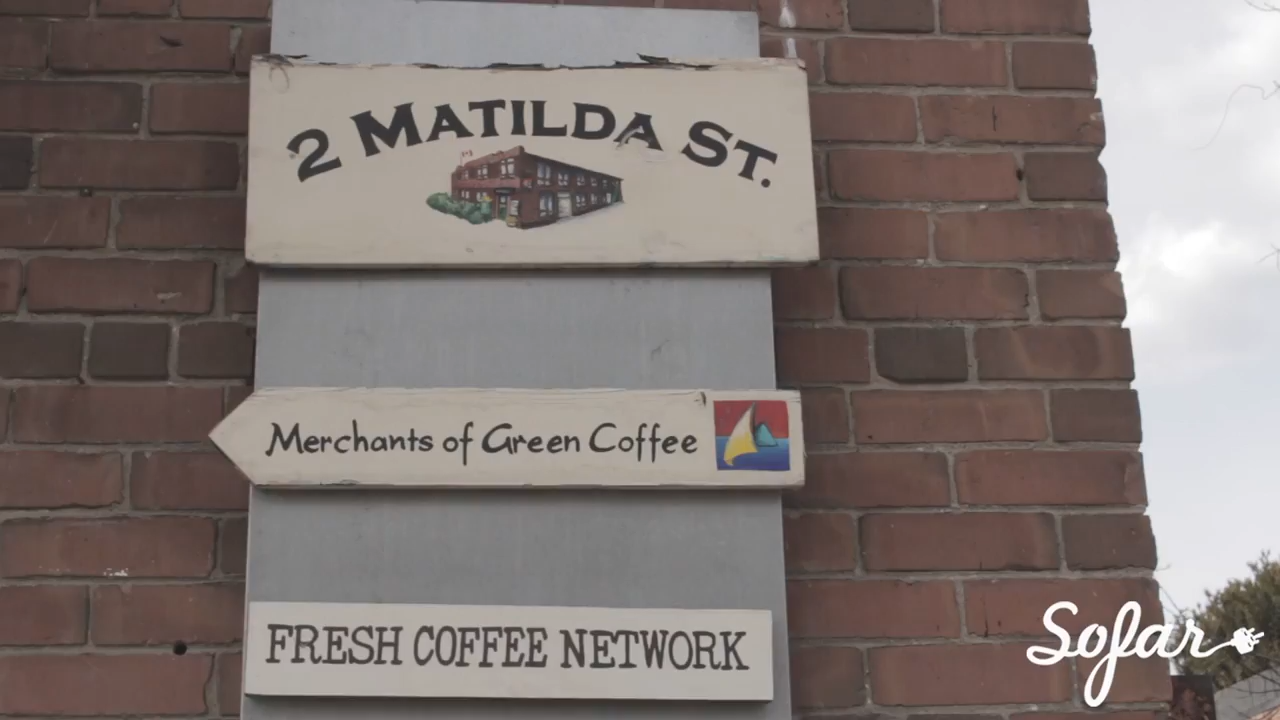 2 MATILDA ST.
Merchants of Green Coffee
FRESH COFFEE NETWORK
Sofar